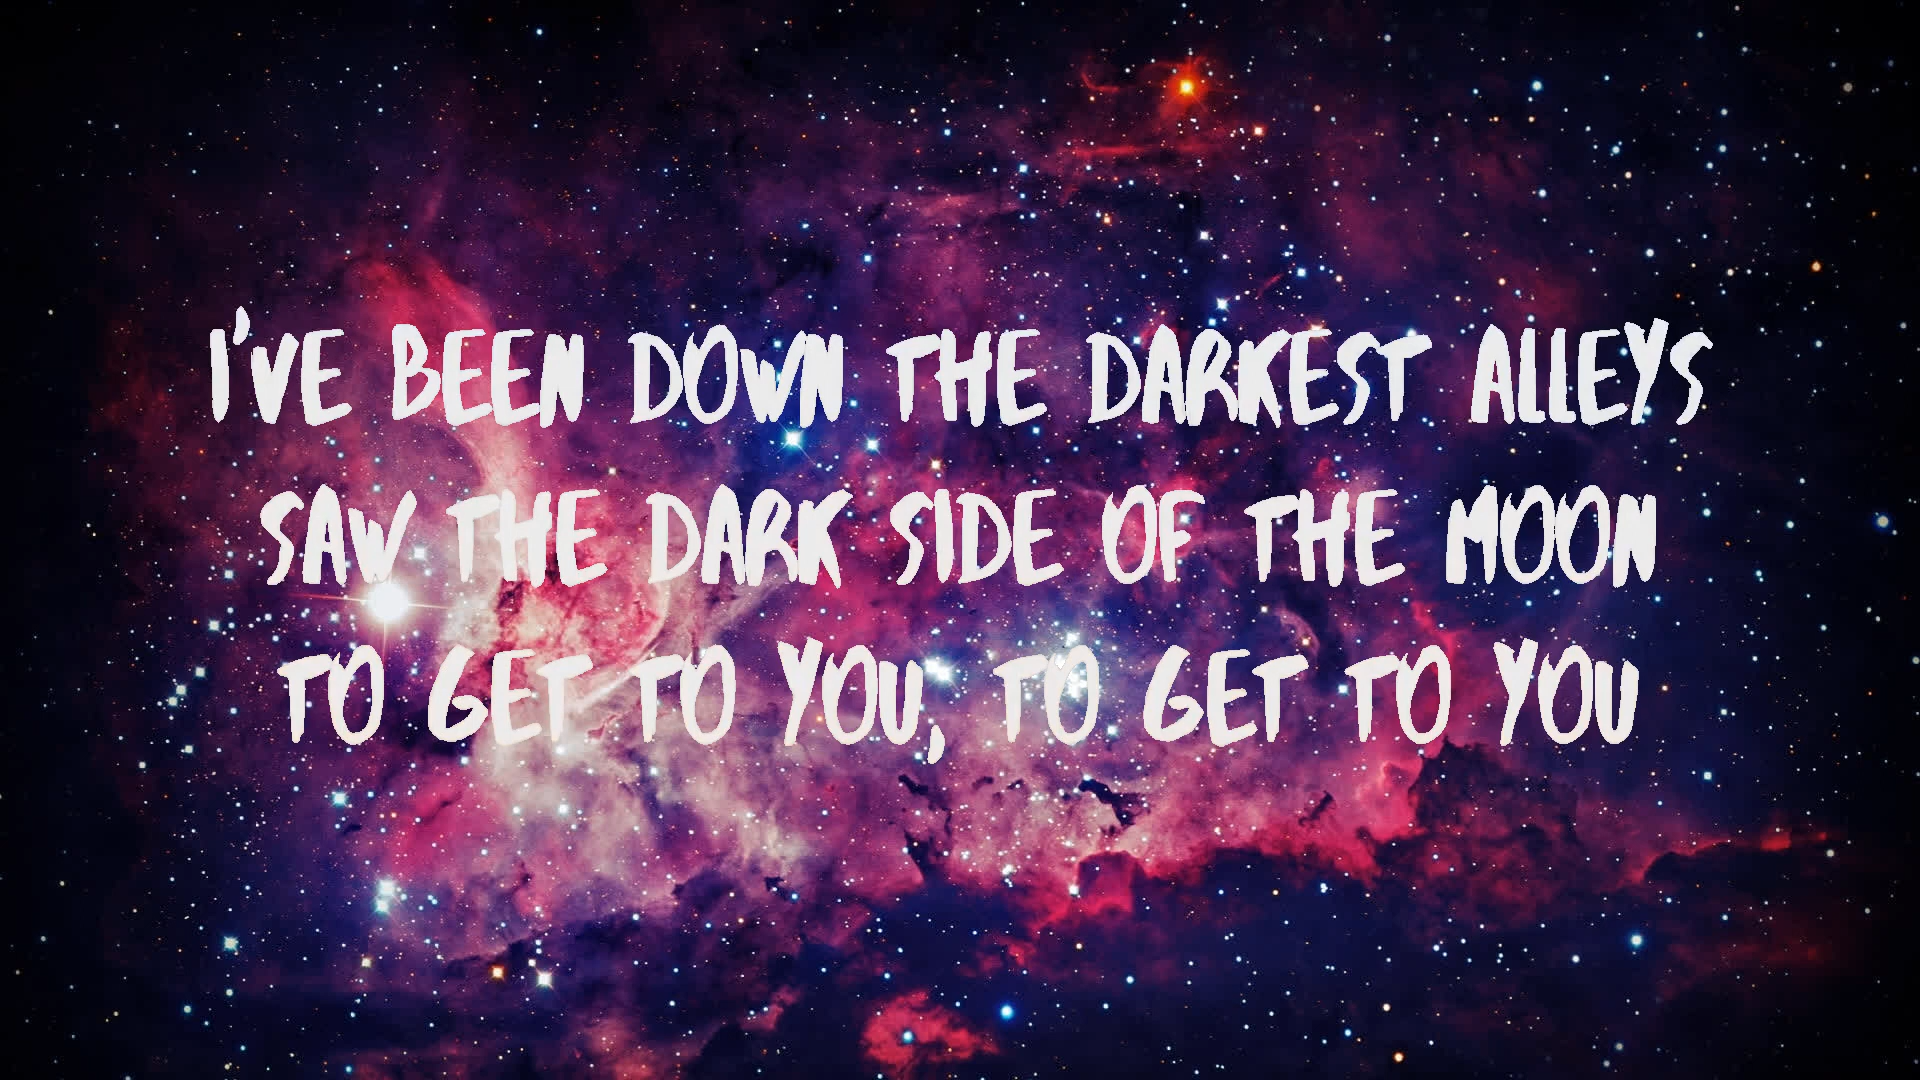 I'VE BEEN DOWN THE DARKEST ALLEYS
SAW THE DARK SIDE OF THE MOON
TO GET TO YOU, TO GET TO YOU